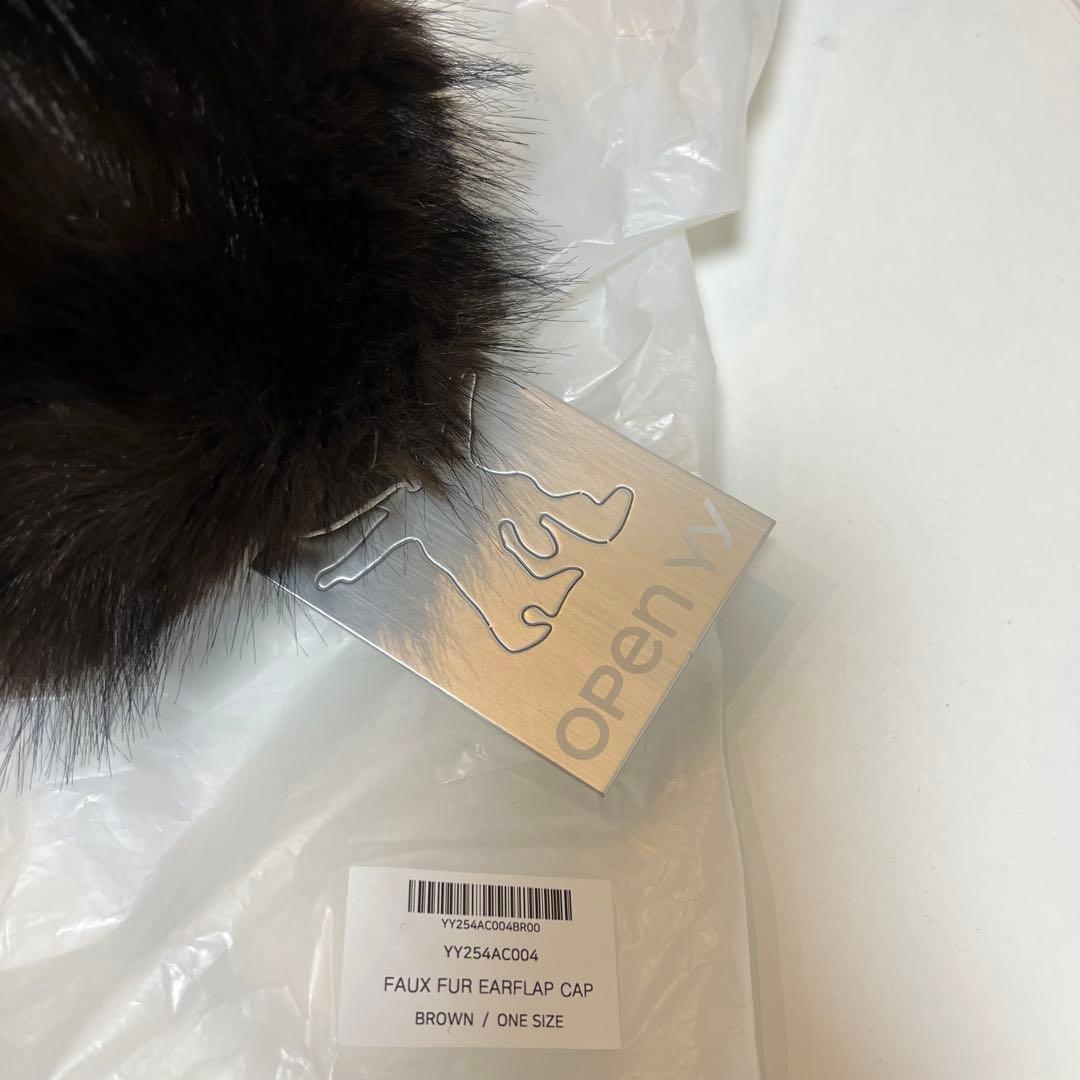 OPEN YY
YY254AC004BR00
YY254AC004
FAUX FUR EARFLAP CAP
BROWN / ONE SIZE